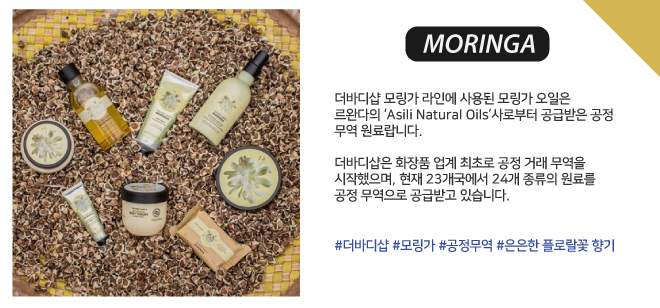 MORINGA
더바디샵 모링가 라인에 사용된 모링가 오일은
르완다의 'Asili Natural Oils'사로부터 공급받은 공정
무역 원료랍니다.
더바디샵은 화장품 업계 최초로 공정 거래 무역을
시작했으며, 현재 23개국에서 24개 종류의 원료를
공정 무역으로 공급받고 있습니다.
#더바디샵 #모링가 #공정무역 #은은한 플로랄꽃 향기